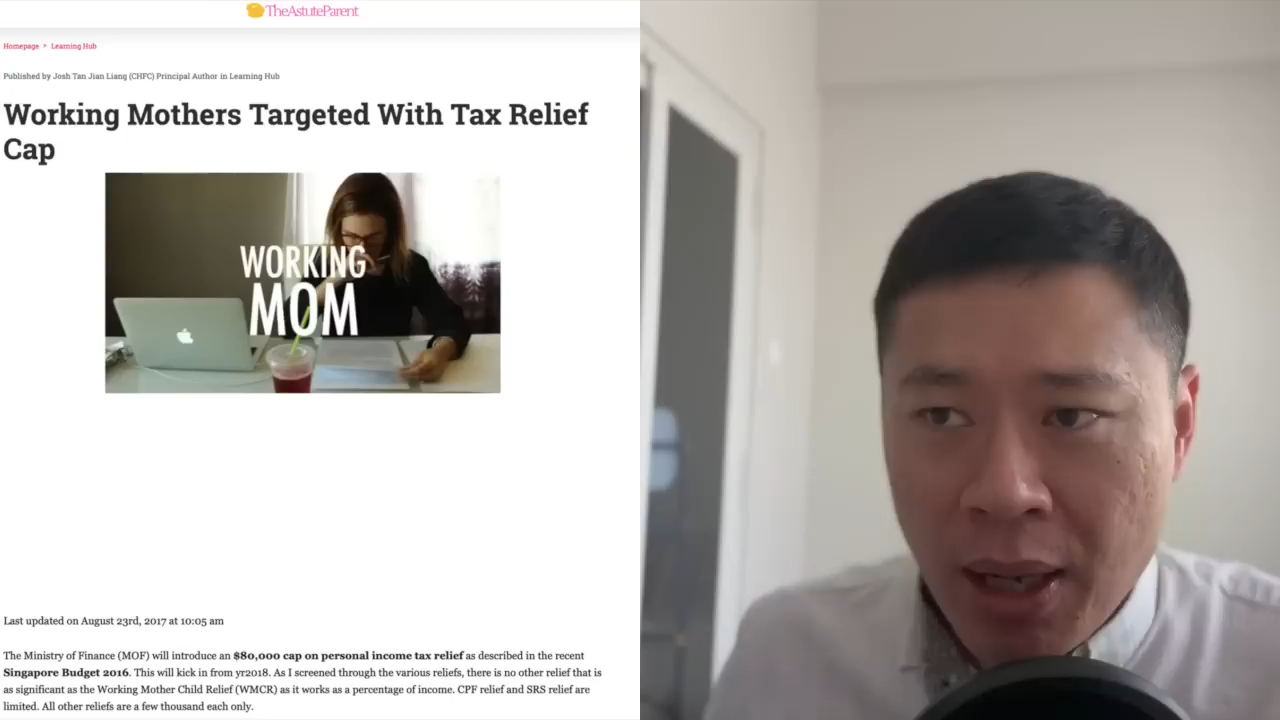 TheAstuteParent
Homepage > Learning Hub
Published by Josh Tan Jian Liang (CHFC) Principal Author in Learning Hub
Working Mothers Targeted With Tax Relief
Cap
WORKING
MOM
Last updated on August 23rd, 2017 at 10:05 am
The Ministry of Finance (MOF) will introduce an $80,000 cap on personal income tax relief as described in the recent
Singapore Budget 2016. This will kick in from yr2018. As I screened through the various reliefs, there is no other relief that is
as significant as the Working Mother Child Relief (WMCR) as it works as a percentage of income. CPF relief and SRS relief are
limited. All other reliefs are a few thousand each only.